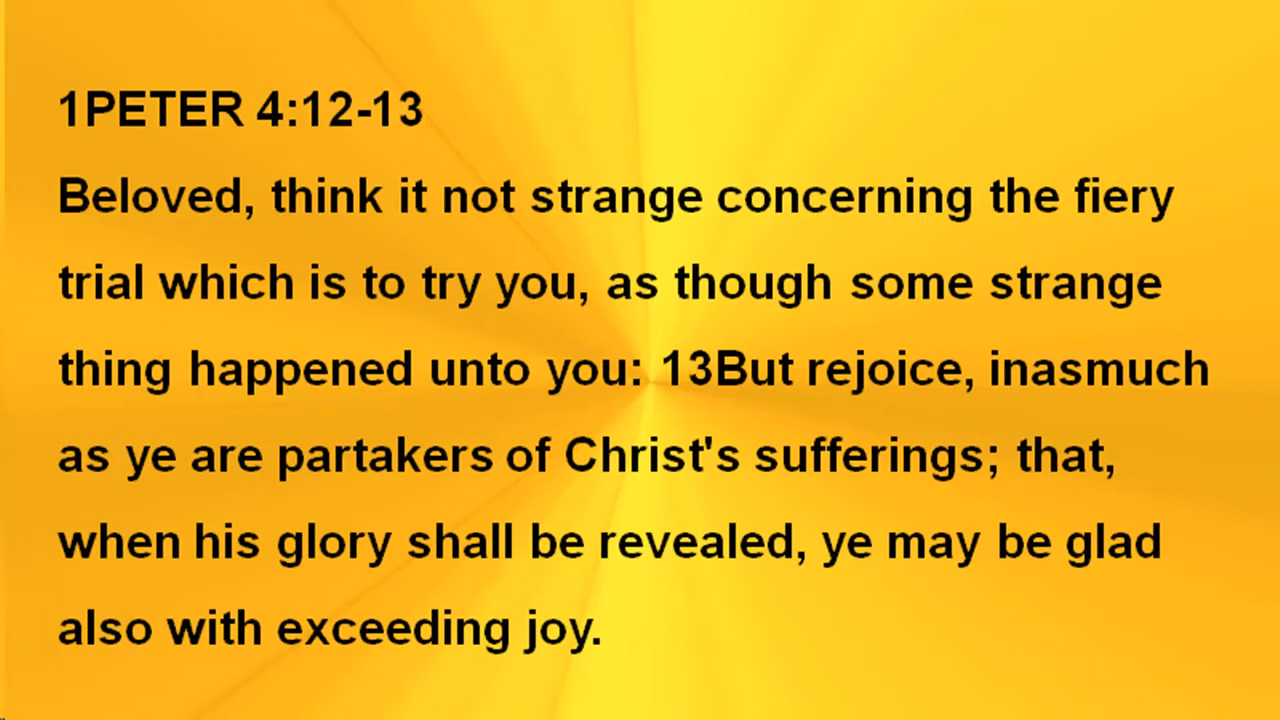 1PETER 4:12-13
Beloved, think it not strange concerning the fiery
trial which is to try you, as though some strange
thing happened unto you: 13But rejoice, inasmuch
as ye are partakers of Christ's sufferings; that,
when his glory shall be revealed, ye may be glad
also with exceeding joy.